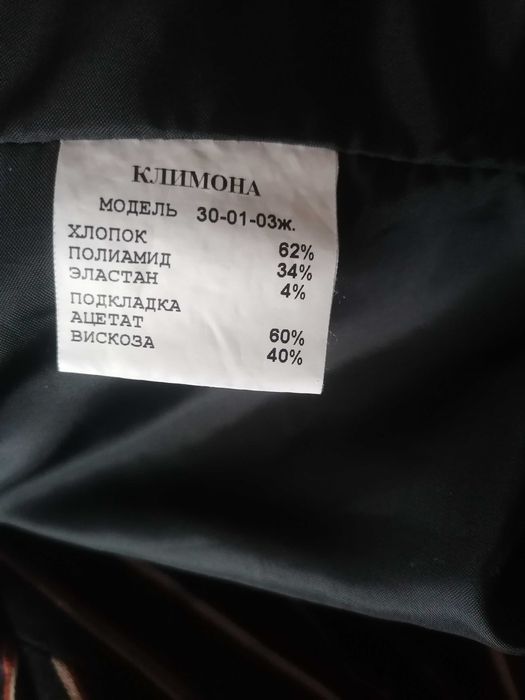 КЛИМОНА
МОДЕЛЬ 30-01-03ж.
ХЛОПОК 62%
ПОЛИАМИД 34%
ЭЛАСТАН 4%
ПОДКЛАДКА
АЦЕТАТ 60%
ВИСКОЗА 40%